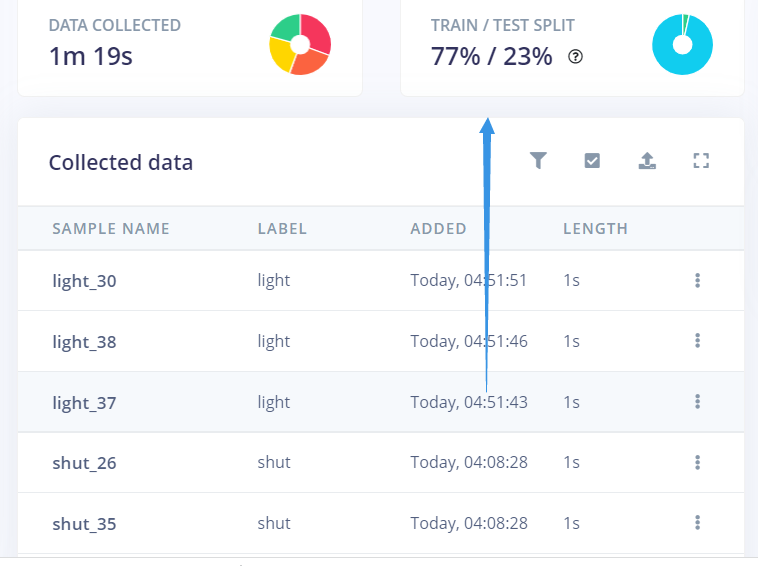 DATA COLLECTED
1m 19s
TRAIN / TEST SPLIT
77% / 23% ?
Collected data
SAMPLE NAME LABEL ADDED LENGTH
light_30 light Today, 04:51:51 1s
light_38 light Today, 04:51:46 1s
light_37 light Today, 04:51:43 1s
shut_26 shut Today, 04:08:28 1s
shut_35 shut Today, 04:08:28 1s